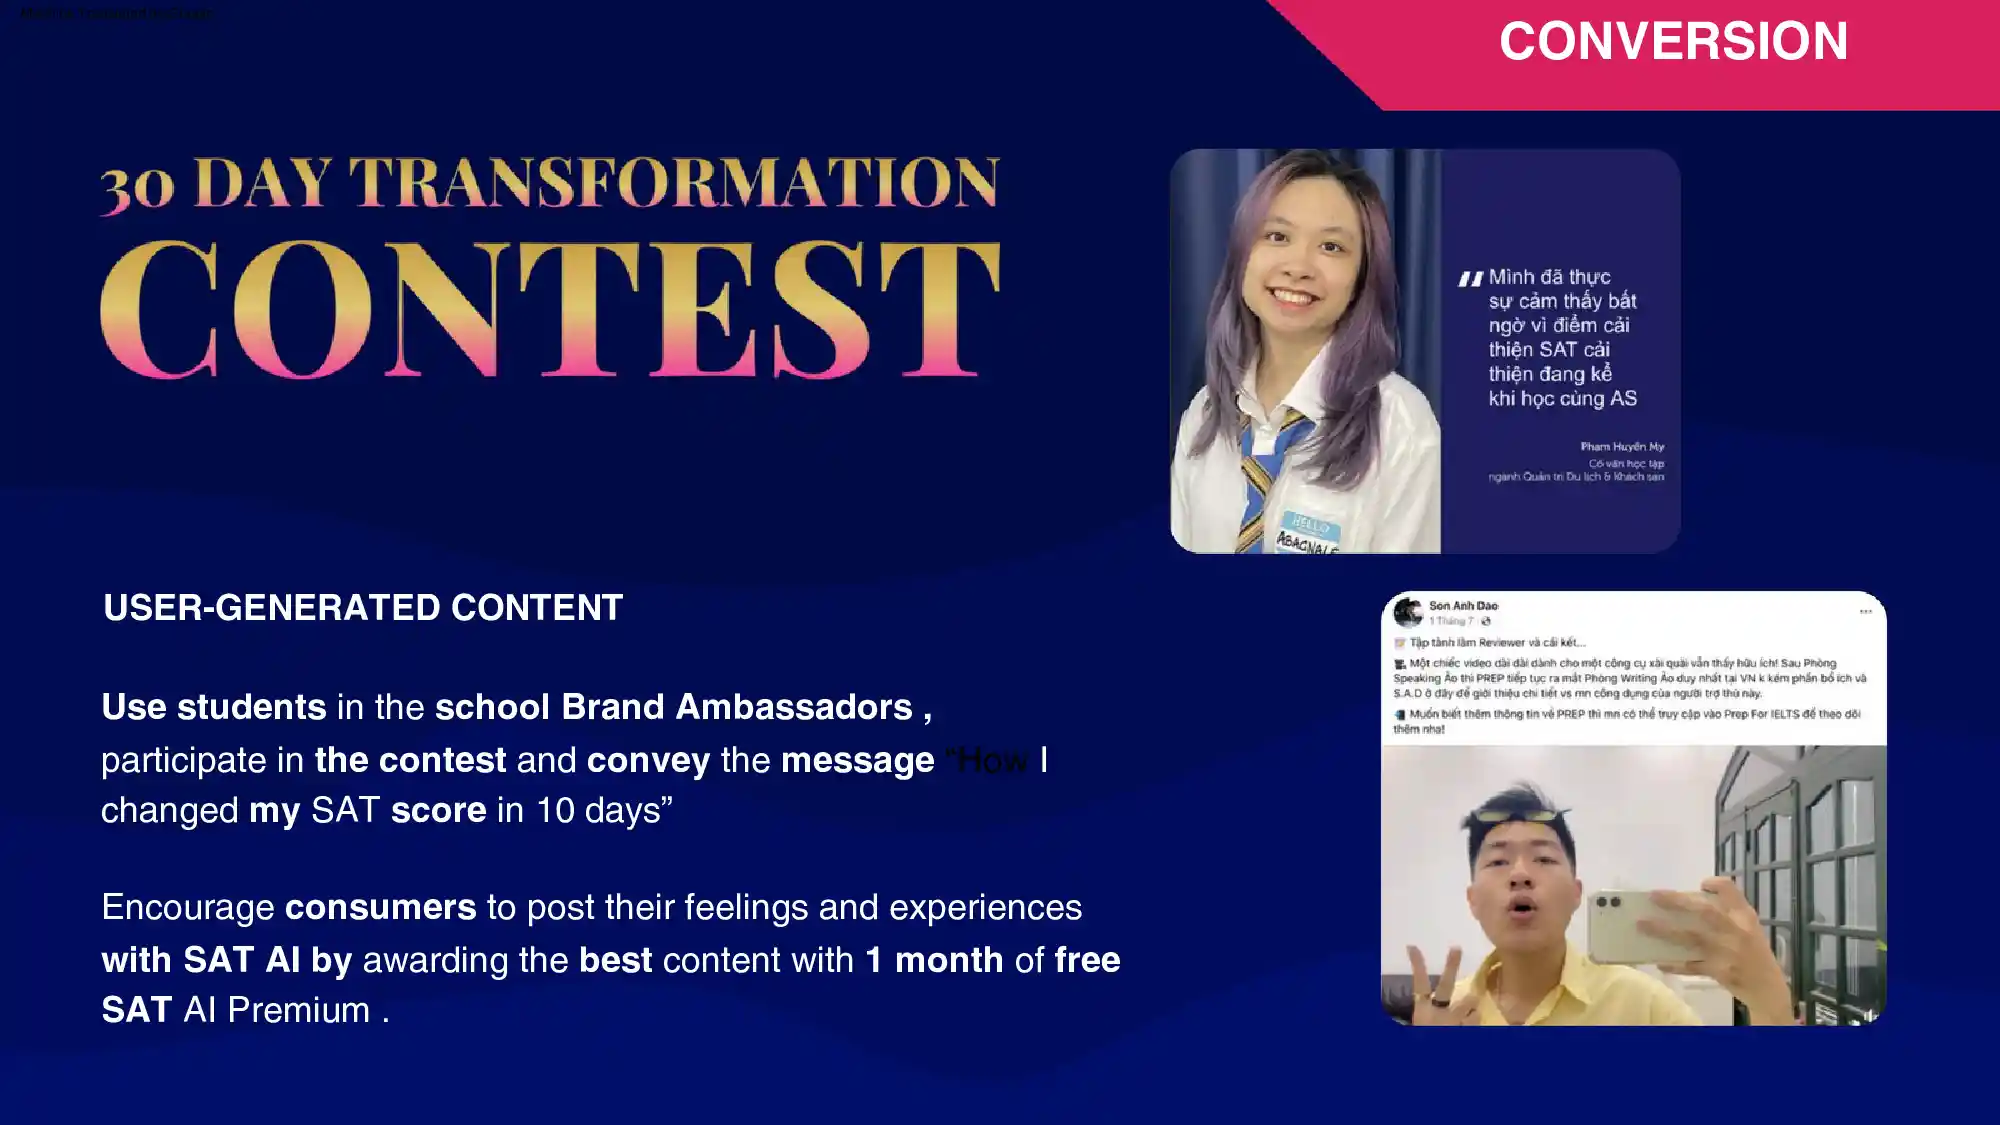 CONVERSION
30 DAY TRANSFORMATION
CONTEST
" Mình đã thực
sự cảm thấy bất
ngờ vì điểm cải
thiện SAT cải
thiện đang kể
khi học cùng AS
Phạm Huyền My
Cố vấn học tập
ngành Quản trị Du lịch & Khách sạn
HELLO
ABAGNALE
USER-GENERATED CONTENT
Use students in the school Brand Ambassadors ,
participate in the contest and convey the message “How I
changed my SAT score in 10 days”
Encourage consumers to post their feelings and experiences
with SAT AI by awarding the best content with 1 month of free
SAT AI Premium .
Son Anh Dao
1 Tháng 7
Tập tành làm Reviewer và cái kết...
Một chiếc video dài dài dành cho một công cụ xài quài vẫn thấy hữu ích! Sau Phòng
Speaking Ảo thì PREP tiếp tục ra mắt Phòng Writing Ảo duy nhất tại VN k kém phần bổ ích và
S.A.D ở đây để giới thiệu chi tiết vs mn công dụng của người trợ thủ này.
Muốn biết thêm thông tin về PREP thì mn có thể truy cập vào Prep For IELTS để theo dõi
thêm nha!